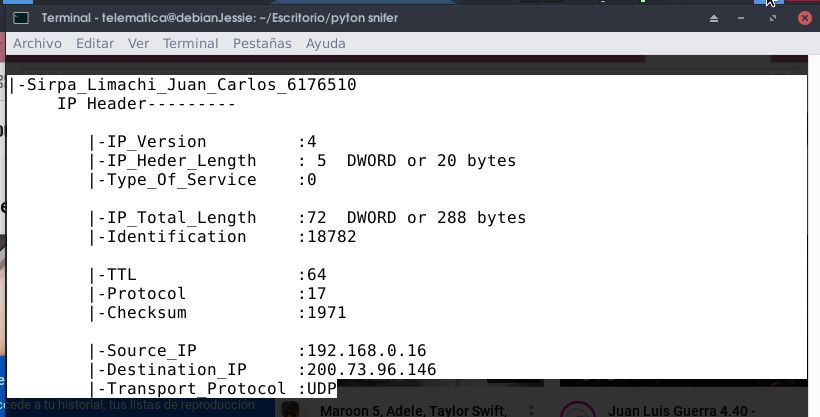 Terminal - telematica@debianJessie: ~/Escritorio/pyton snifer
Archivo Editar Ver Terminal Pestañas Ayuda
|-Sirpa_Limachi_Juan_Carlos_6176510
IP Header---------
|-IP_Version :4
|-IP_Heder_Length : 5 DWORD or 20 bytes
|-Type_Of_Service :0
|-IP_Total_Length :72 DWORD or 288 bytes
|-Identification :18782
|-TTL :64
|-Protocol :17
|-Checksum :1971
|-Source_IP :192.168.0.16
|-Destination_IP :200.73.96.146
|-Transport_Protocol :UDP
cede a tu historial, tus listas de reproducción
Maroon 5, Adele, Taylor Swift,
Juan Luis Guerra 4.40 -